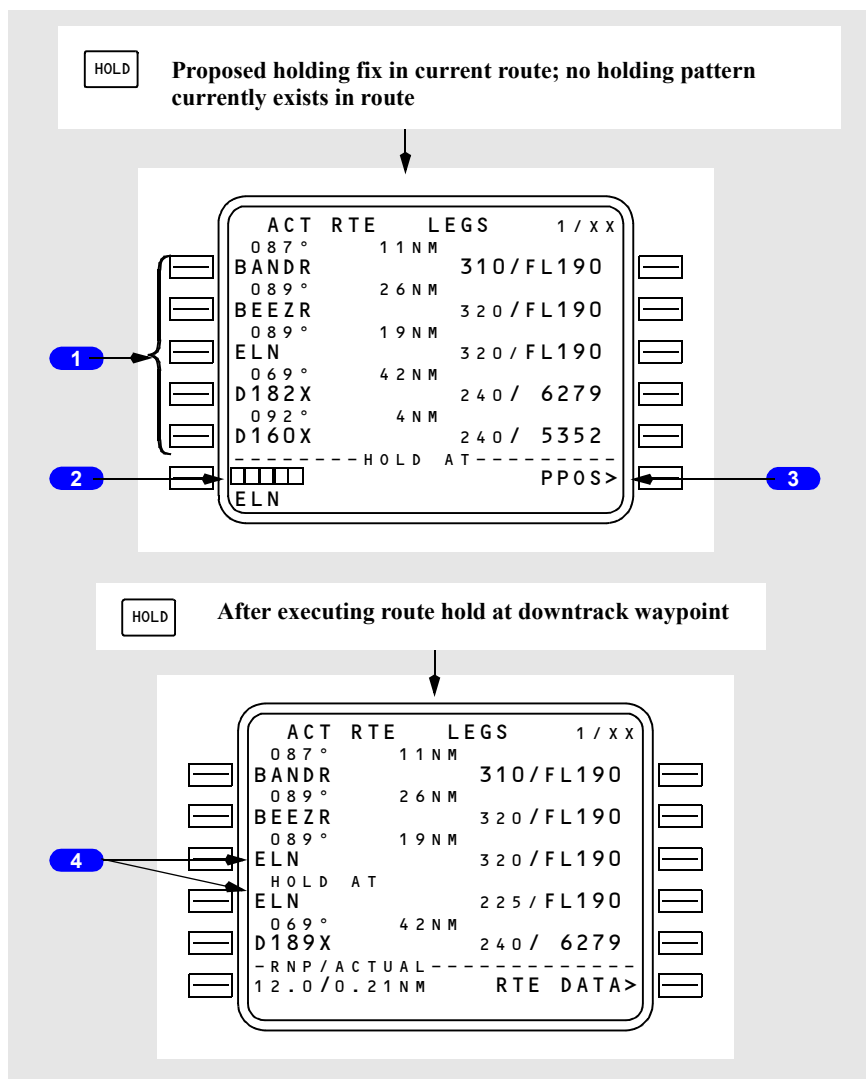 HOLD
Proposed holding fix in current route; no holding pattern
currently exists in route
ACT RTE LEGS 1/XX
087° 11NM
BANDR 310/FL190
089° 26NM
BEEZR 320/FL190
089° 19NM
1
ELN 320/FL190
069° 42NM
D182X 240/ 6279
092° 4NM
D160X 240/ 5352
--------HOLD AT---------
2
PPOS>
3
ELN
HOLD
After executing route hold at downtrack waypoint
ACT RTE LEGS 1/XX
087° 11NM
BANDR 310/FL190
089° 26NM
BEEZR 320/FL190
089° 19NM
4
ELN 320/FL190
HOLD AT
ELN 225/FL190
069° 42NM
D189X 240/ 6279
-RNP/ACTUAL-------------
12.0/0.21NM RTE DATA>